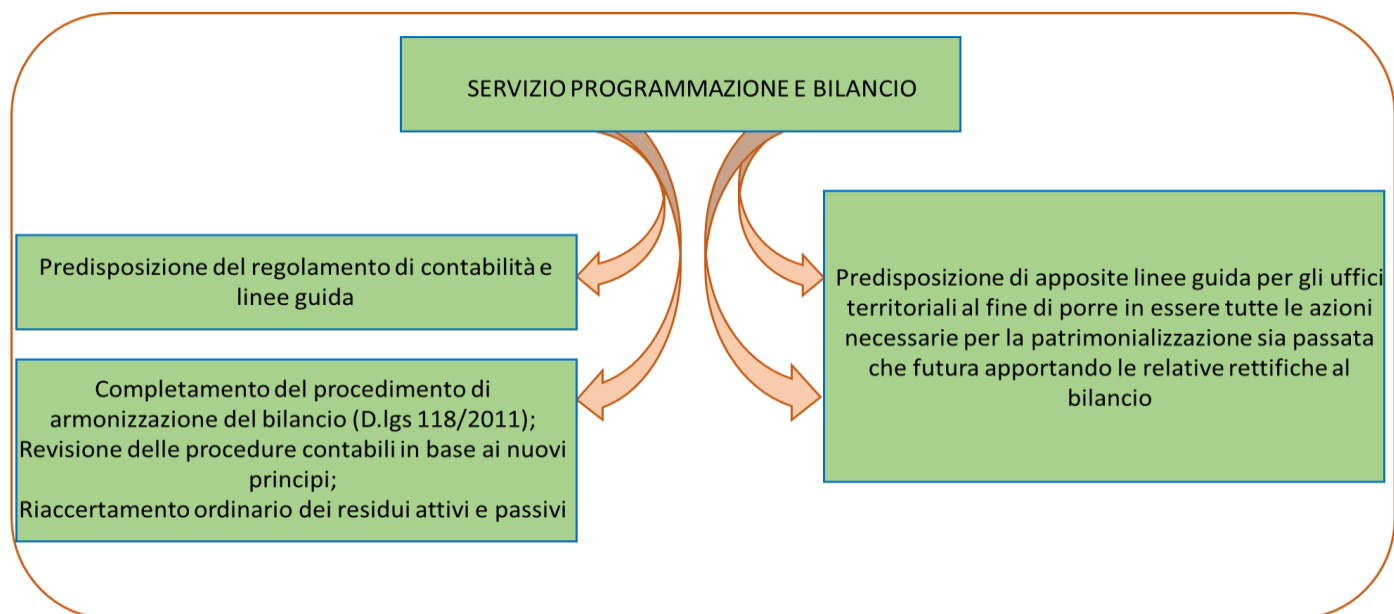 SERVIZIO PROGRAMMAZIONE E BILANCIO
Predisposizione del regolamento di contabilità e
linee guida
Completamento del procedimento di
armonizzazione del bilancio (D.lgs 118/2011);
Revisione delle procedure contabili in base ai nuovi
principi;
Riaccertamento ordinario dei residui attivi e passivi
Predisposizione di apposite linee guida per gli uffici
territoriali al fine di porre in essere tutte le azioni
necessarie per la patrimonializzazione sia passata
che futura apportando le relative rettifiche al
bilancio